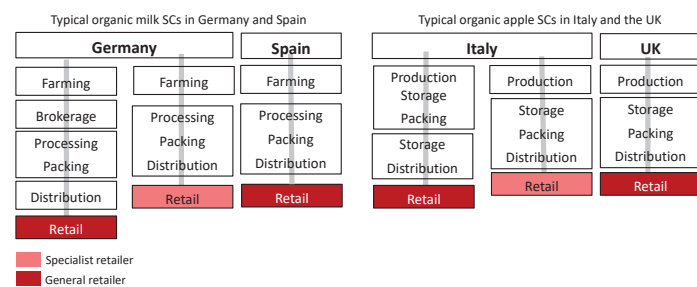 Typical organic milk SCs in Germany and Spain
Germany
Spain
Farming
Brokerage
Processing
Packing
Distribution
Retail
Farming
Processing
Packing
Distribution
Retail
Farming
Processing
Packing
Distribution
Retail
Specialist retailer
General retailer
Typical organic apple SCs in Italy and the UK
Italy
UK
Production
Storage
Packing
Storage
Distribution
Retail
Production
Storage
Packing
Distribution
Retail
Production
Storage
Packing
Distribution
Retail